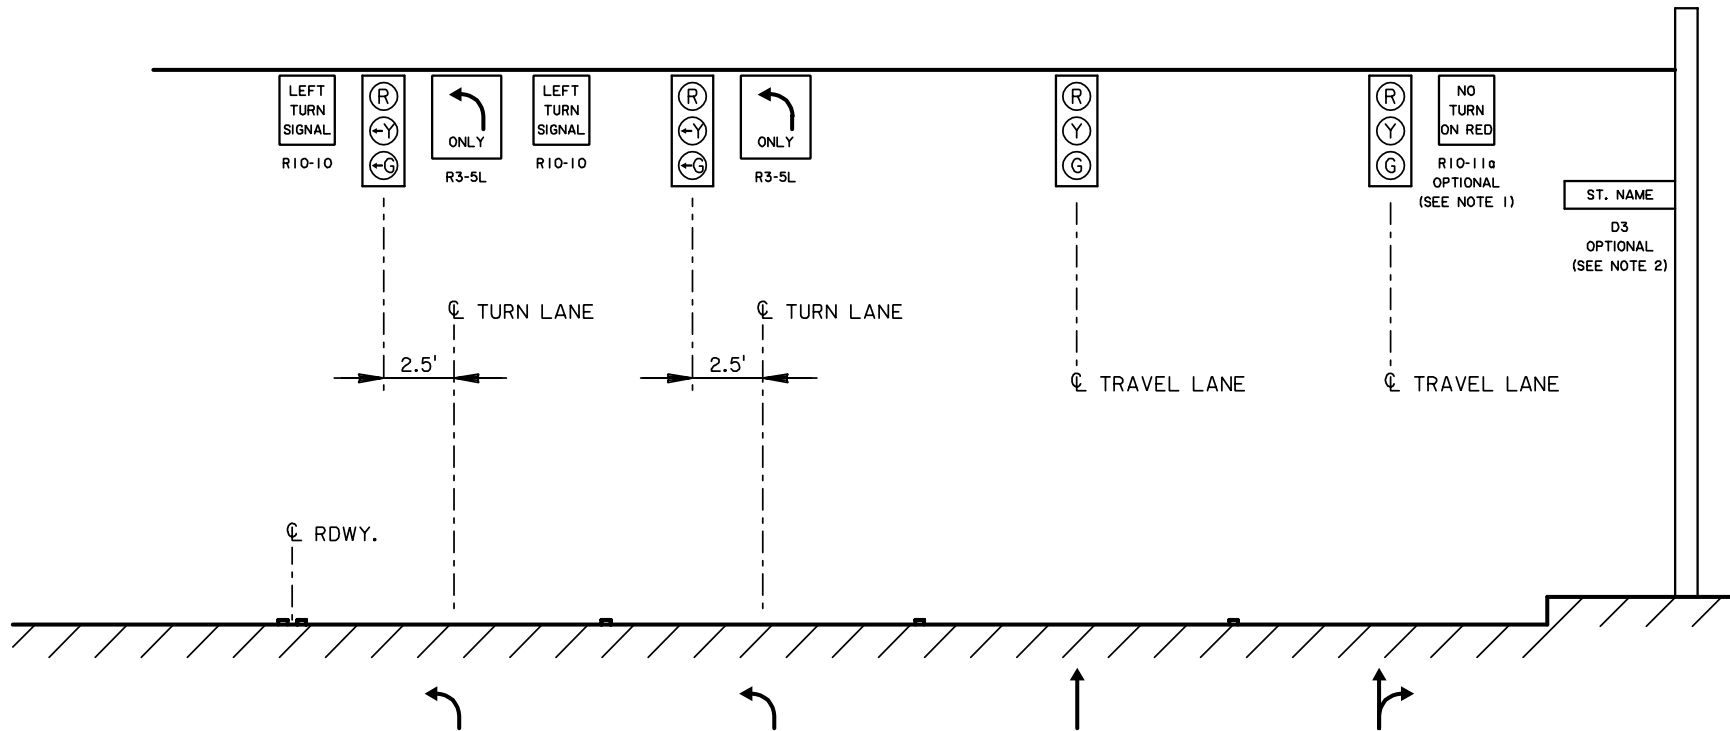 LEFT
TURN
SIGNAL
R10-10
R
←Y
←G
ONLY
R3-5L
LEFT
TURN
SIGNAL
R10-10
R
←Y
←G
ONLY
R3-5L
R
Y
G
R
Y
G
NO
TURN
ON RED
R10-11a
OPTIONAL
(SEE NOTE 1)
ST. NAME
D3
OPTIONAL
(SEE NOTE 2)
℄ TURN LANE
℄ TURN LANE
2.5'
2.5'
℄ TRAVEL LANE
℄ TRAVEL LANE
℄ RDWY.